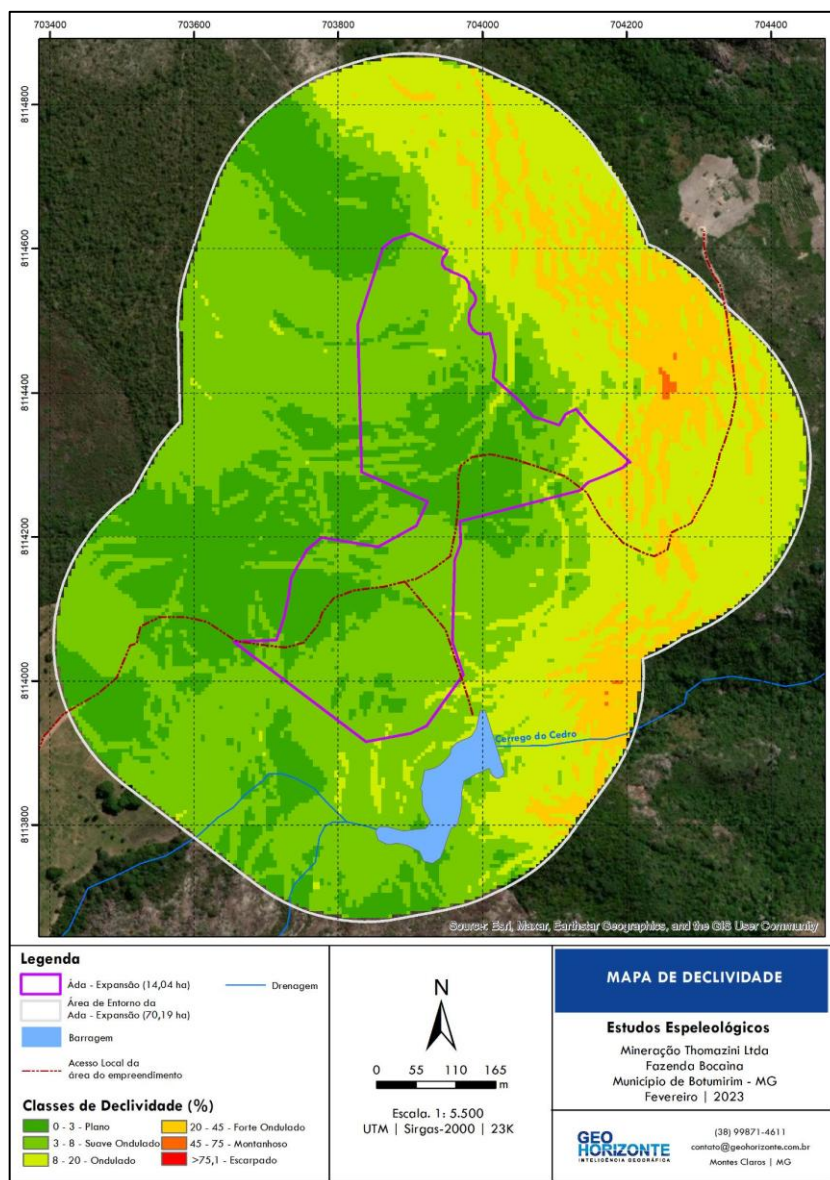 703400 703600 703800 704000 704200 704400
8114800
8114600
8114400
8114200
8114000
8113800
Cerrego do Cedro
Source: Esri, Maxar, Earthstar Geographics, and the GIS User Community
Legenda
Áda - Expansão (14,04 ha)
Área de Entorno da
Ada - Expansão (70,19 ha)
Barragem
Acesso Local da
área do empreendimento
Drenagem
Classes de Declividade (%)
0 - 3 - Plano
3 - 8 - Suave Ondulado
8 - 20 - Ondulado
20 - 45 - Forte Ondulado
45 - 75 - Montanhoso
>75,1 - Escarpado
N
0 55 110 165
m
Escala. 1: 5.500
UTM | Sirgas-2000 | 23K
MAPA DE DECLIVIDADE
Estudos Espeleológicos
Mineração Thomazini Ltda
Fazenda Bocaina
Município de Botumirim - MG
Fevereiro | 2023
GEO
HORIZONTE
INTELIGÊNCIA GEOGRÁFICA
(38) 99871-4611
contato@geohorizonte.com.br
Montes Claros | MG